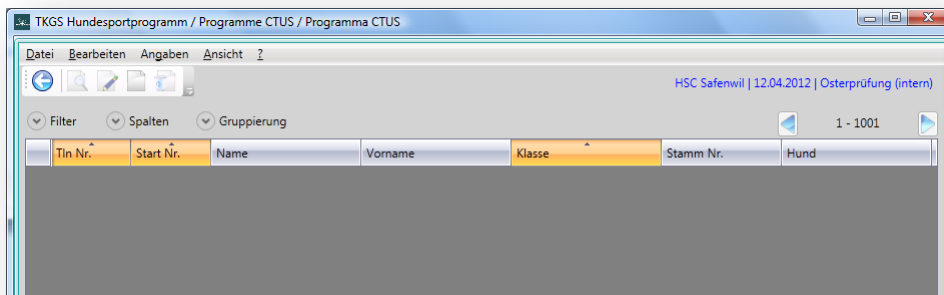 TKGS Hundesportprogramm / Programme CTUS / Programma CTUS
Datei Bearbeiten Angaben Ansicht ?
HSC Safenwil | 12.04.2012 | Osterprüfung (intern)
Filter Spalten Gruppierung 1 - 1001
Tln Nr. Start Nr. Name Vorname Klasse Stamm Nr. Hund